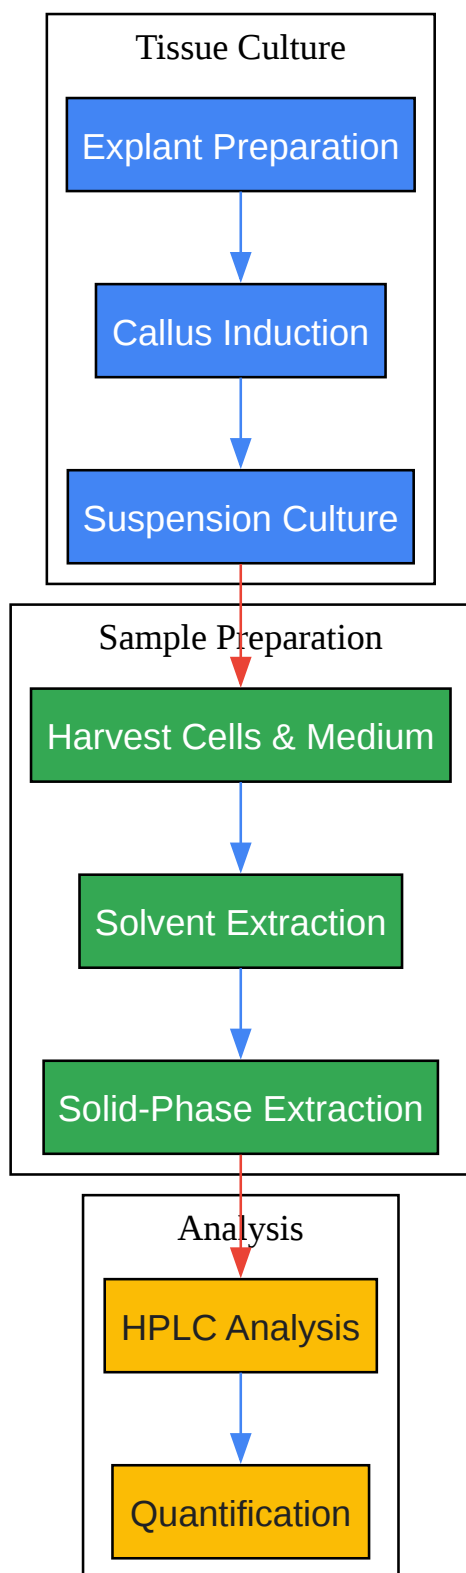 Tissue Culture
Explant Preparation
Callus Induction
Suspension Culture
Sample Preparation
Harvest Cells & Medium
Solvent Extraction
Solid-Phase Extraction
Analysis
HPLC Analysis
Quantification